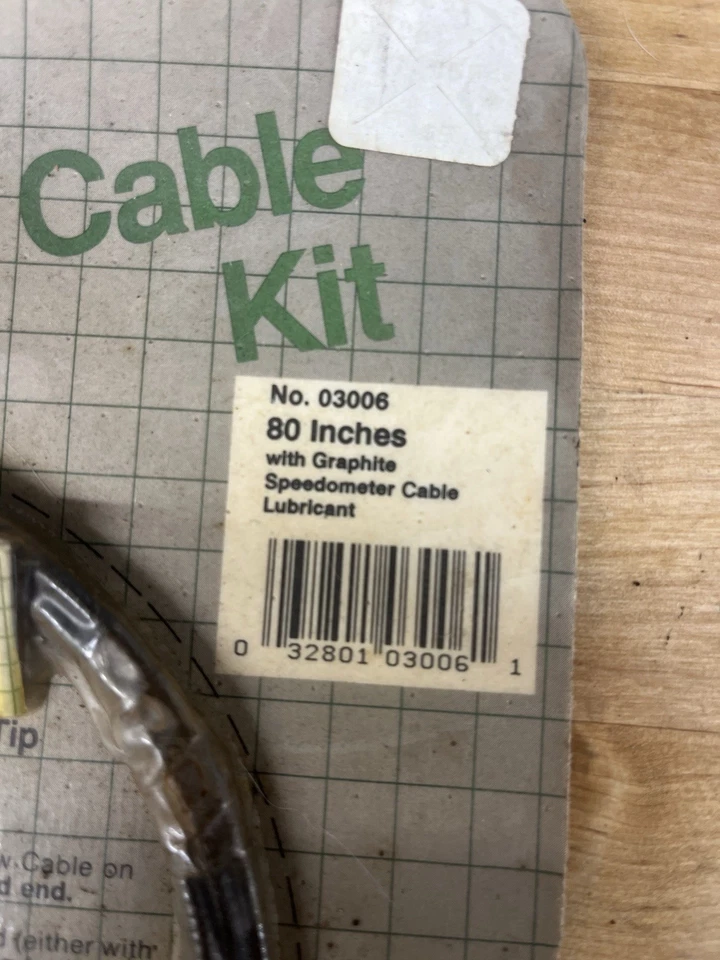 Cable
Kit
No. 03006
80 Inches
with Graphite
Speedometer Cable
Lubricant
0 32801 03006 1
Tip
Cable on
end.
(either with